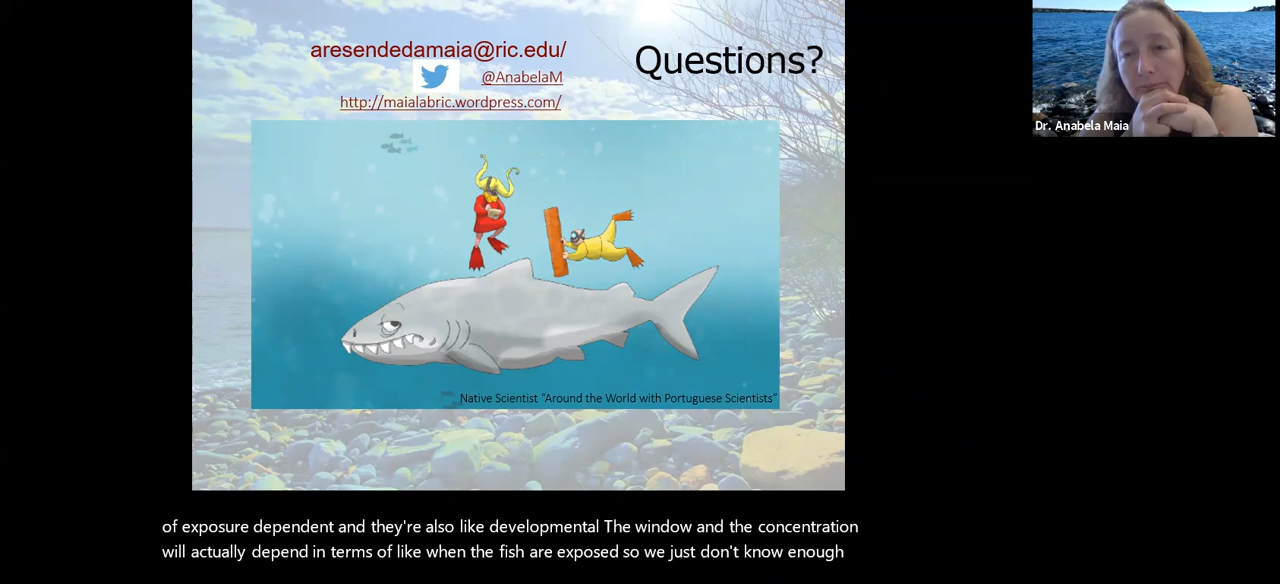 aresendedamaia@ric.edu/
Questions?
@AnabelaM
http://maialabric.wordpress.com/
Native Scientist “Around the World with Portuguese Scientists”
Dr. Anabela Maia
of exposure dependent and they're also like developmental The window and the concentration
will actually depend in terms of like when the fish are exposed so we just don't know enough